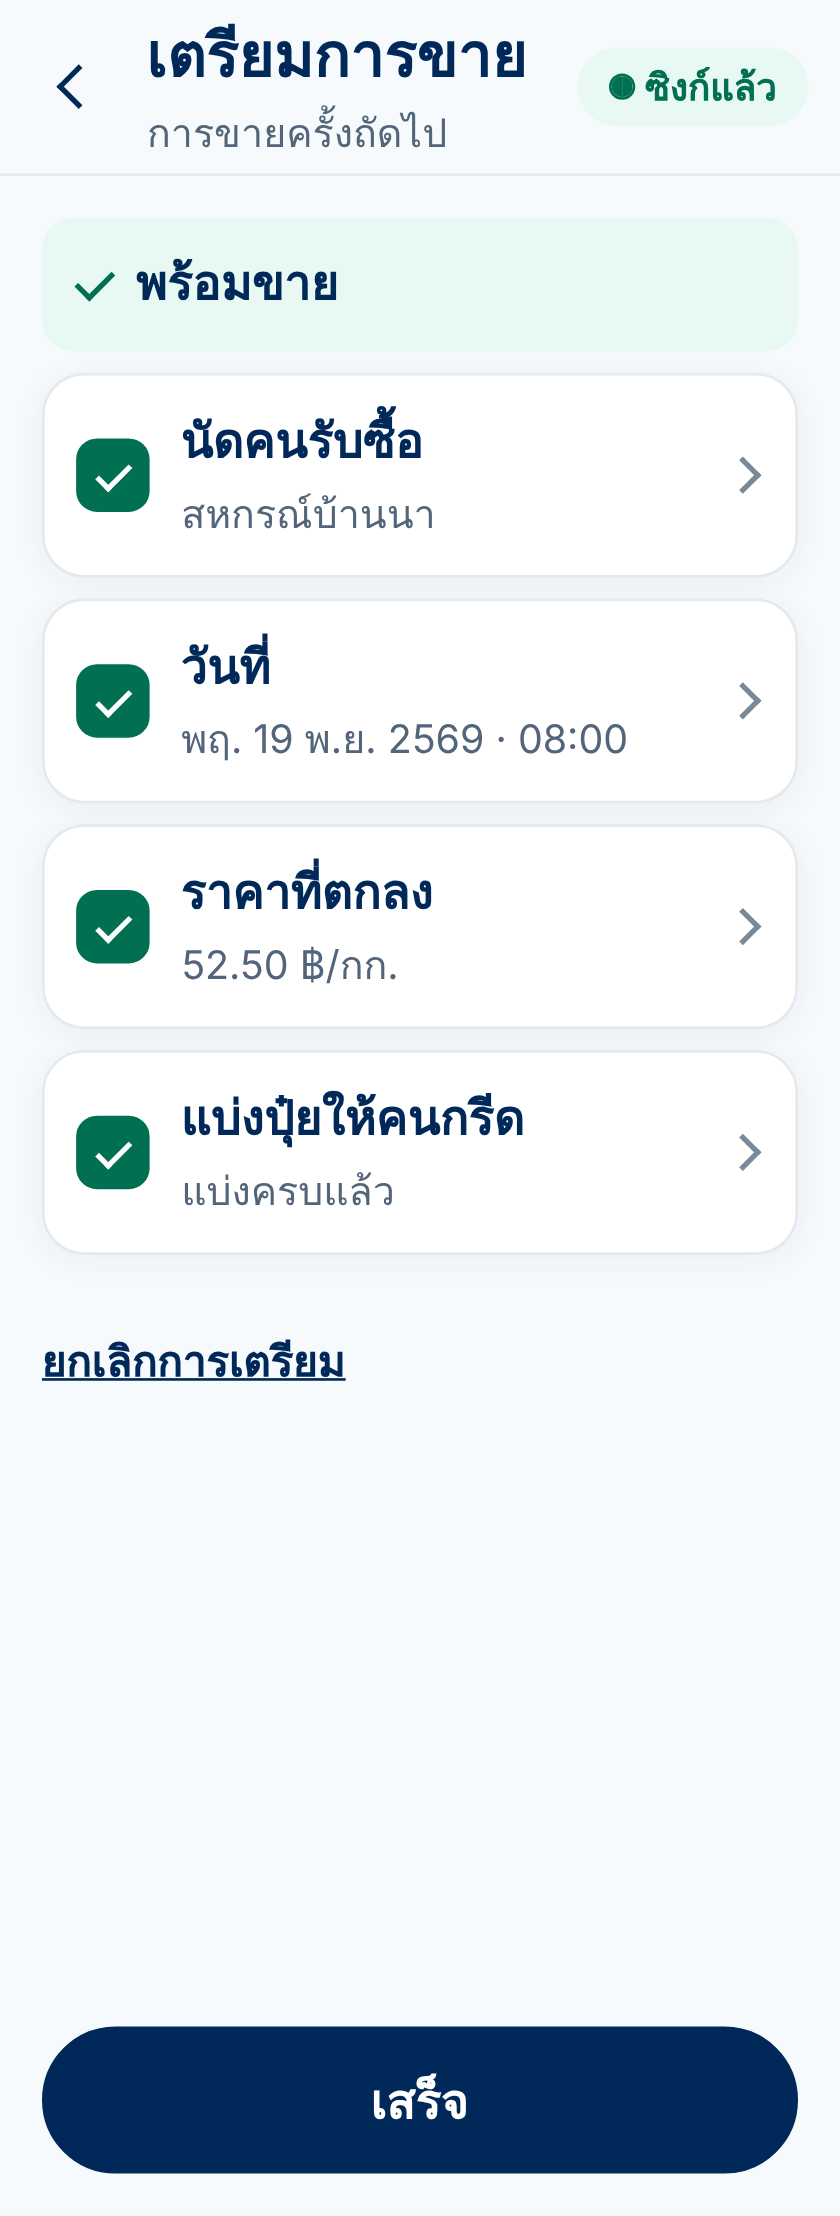 เตรียมการขาย
การขายครั้งถัดไป
ซิงก์แล้ว
พร้อมขาย
นัดคนรับซื้อ
สหกรณ์บ้านนา
วันที่
พฤ. 19 พ.ย. 2569 · 08:00
ราคาที่ตกลง
52.50 ฿/กก.
แบ่งปุ๋ยให้คนกรีด
แบ่งครบแล้ว
ยกเลิกการเตรียม
เสร็จ